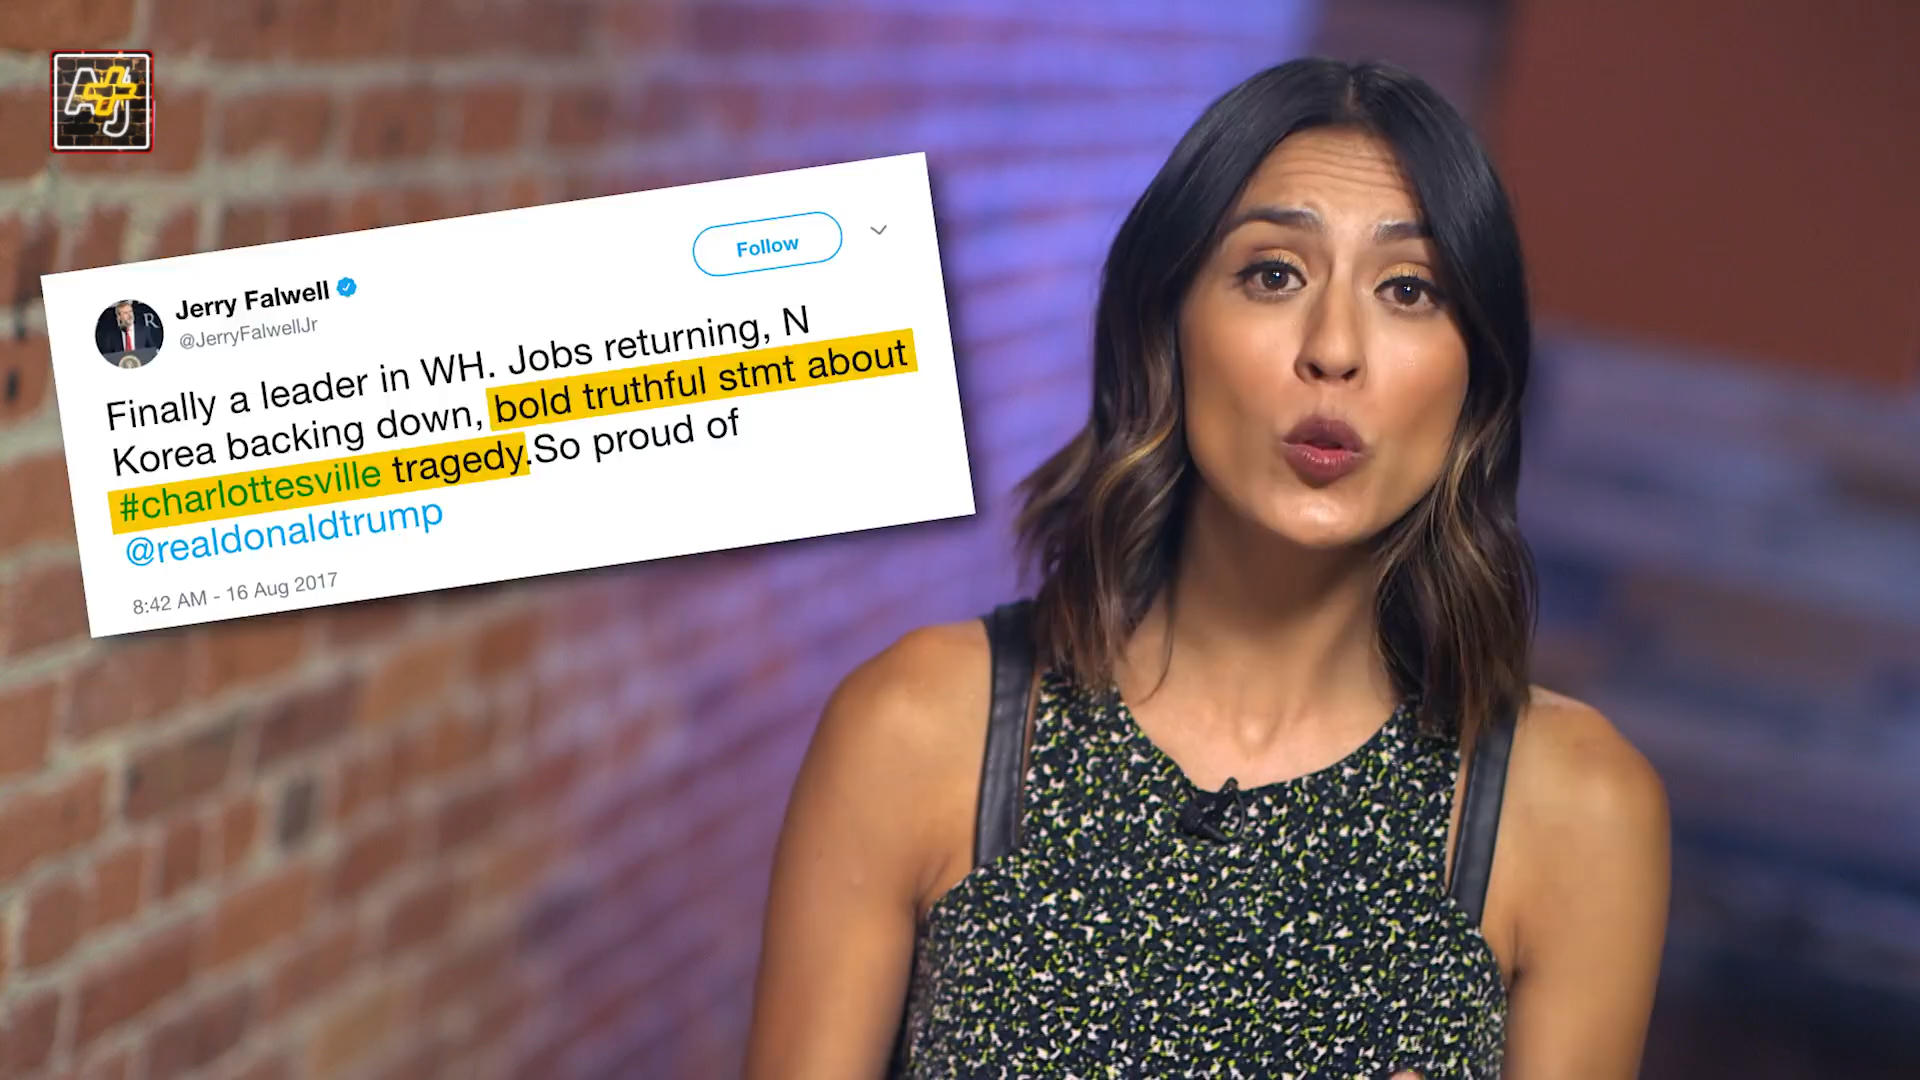 A+J
Jerry Falwell
@JerryFalwellJr
Follow
Finally a leader in WH. Jobs returning, N
Korea backing down, bold truthful stmt about
#charlottesville tragedy.So proud of
@realdonaldtrump
8:42 AM - 16 Aug 2017
R